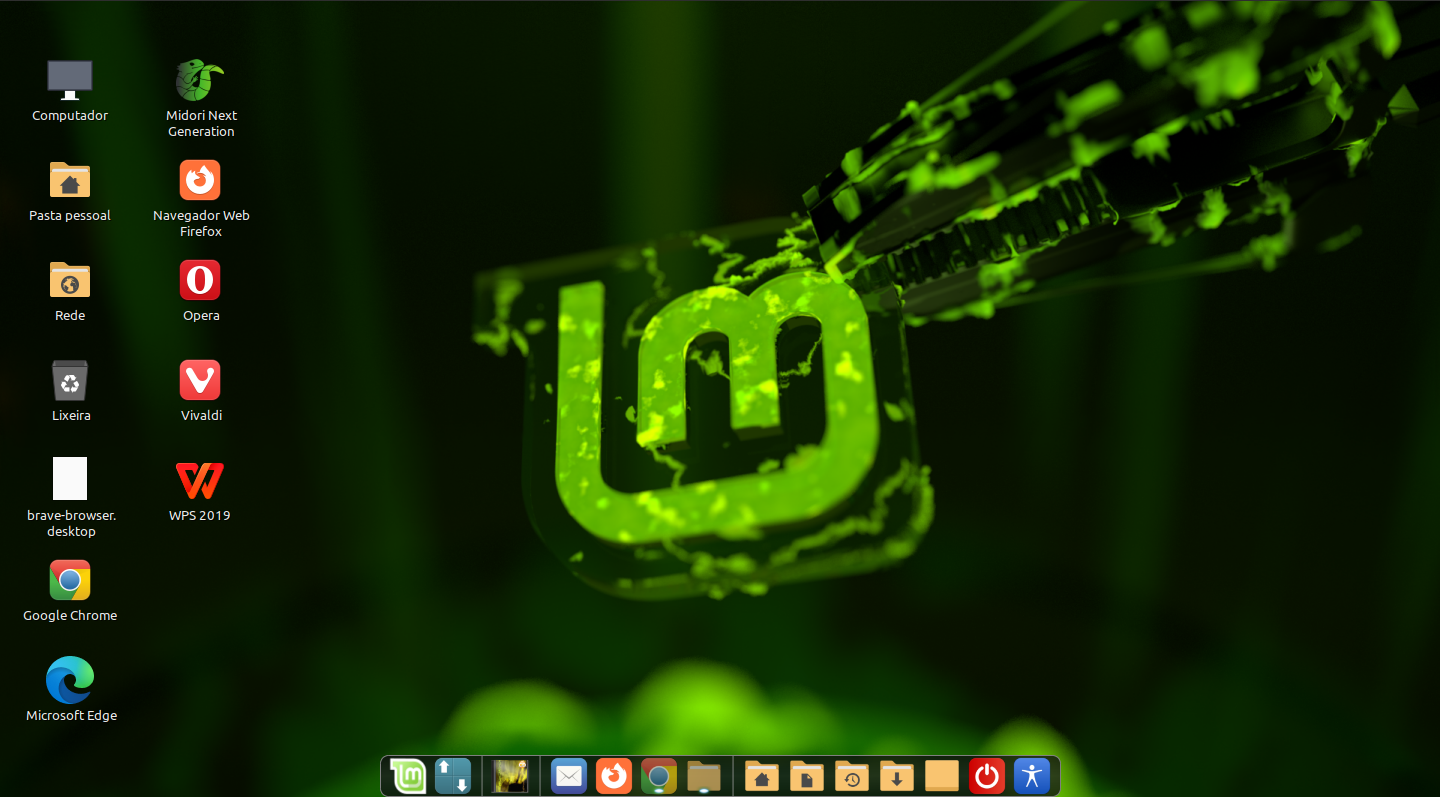 Computador
Midori Next
Generation
Pasta pessoal
Navegador Web
Firefox
Rede
Opera
Lixeira
Vivaldi
brave-browser.
desktop
WPS 2019
Google Chrome
Microsoft Edge